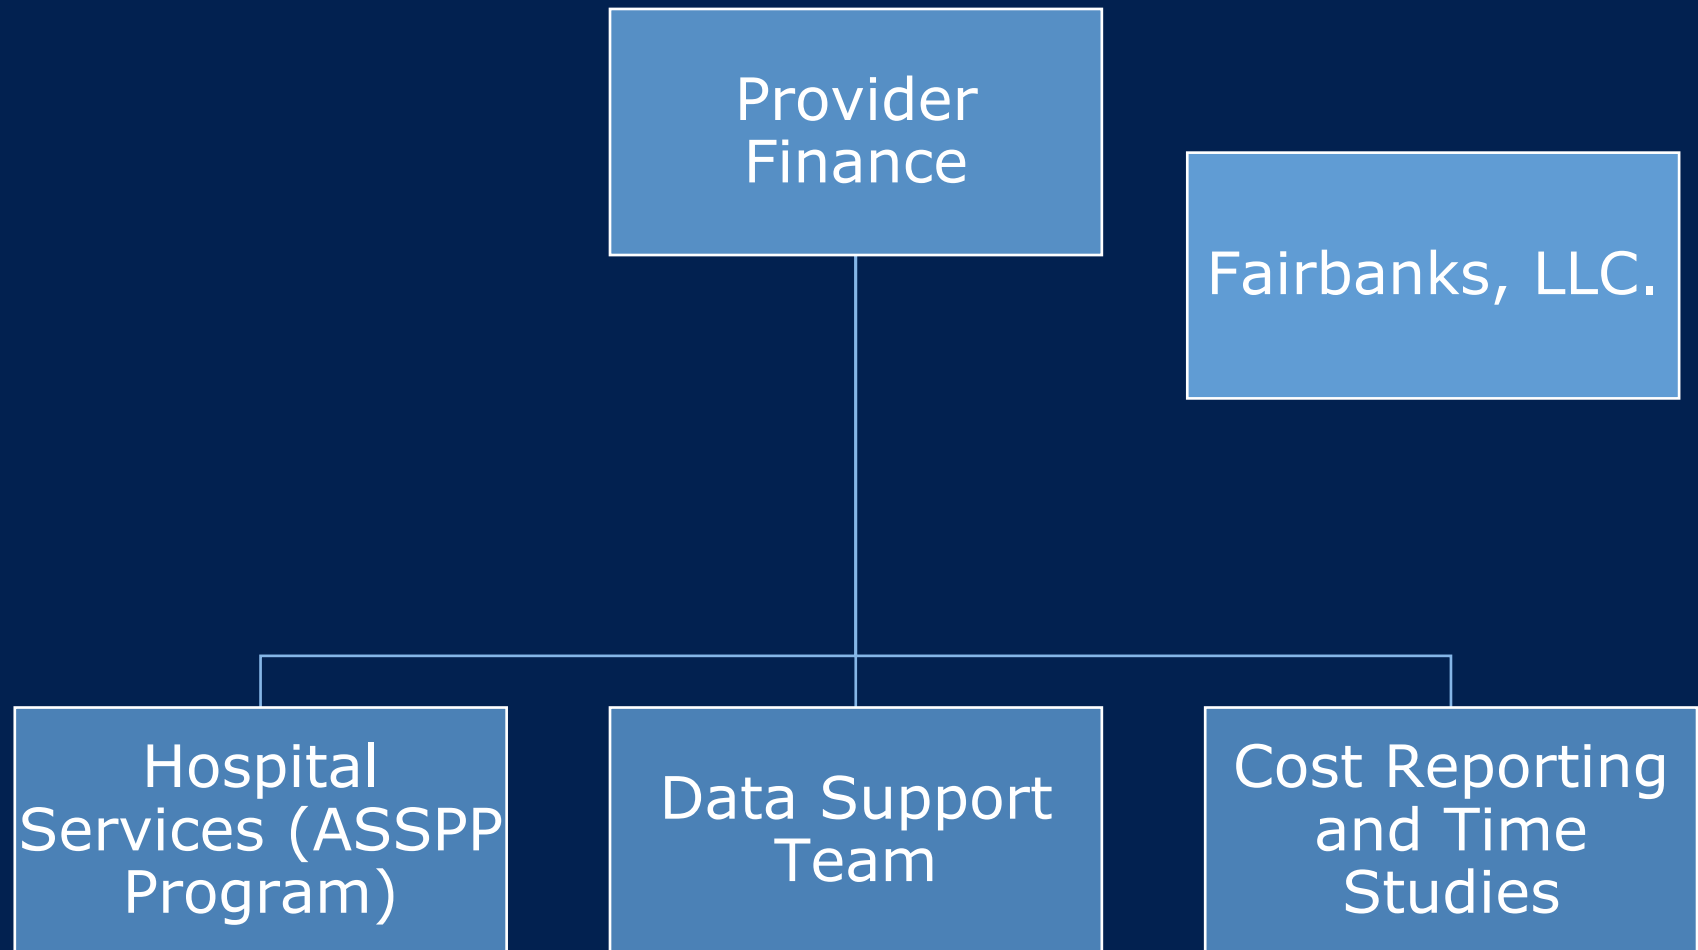 Provider
Finance
Fairbanks, LLC.
Hospital
Services (ASSPP
Program)
Data Support
Team
Cost Reporting
and Time
Studies